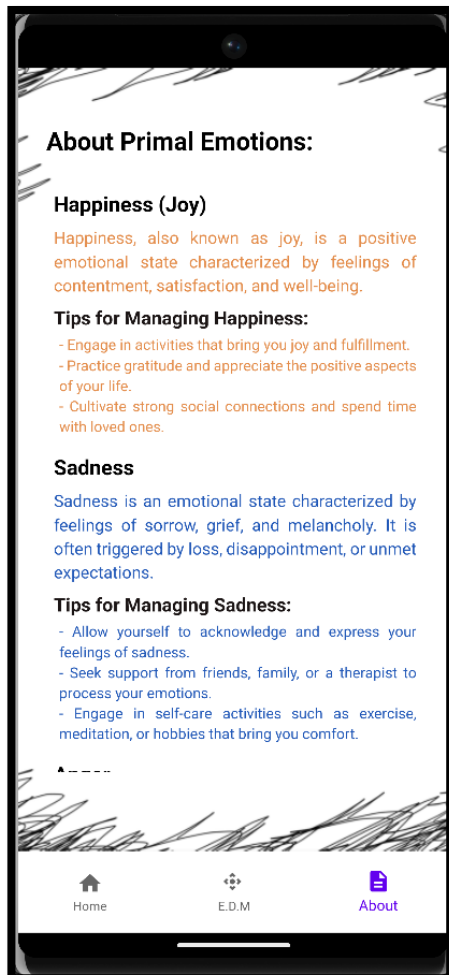 About Primal Emotions:
Happiness (Joy)
Happiness, also known as joy, is a positive
emotional state characterized by feelings of
contentment, satisfaction, and well-being.
Tips for Managing Happiness:
- Engage in activities that bring you joy and fulfillment.
- Practice gratitude and appreciate the positive aspects
of your life.
- Cultivate strong social connections and spend time
with loved ones.
Sadness
Sadness is an emotional state characterized by
feelings of sorrow, grief, and melancholy. It is
often triggered by loss, disappointment, or unmet
expectations.
Tips for Managing Sadness:
- Allow yourself to acknowledge and express your
feelings of sadness.
- Seek support from friends, family, or a therapist to
process your emotions.
- Engage in self-care activities such as exercise,
meditation, or hobbies that bring you comfort.
Home
E.D.M
About